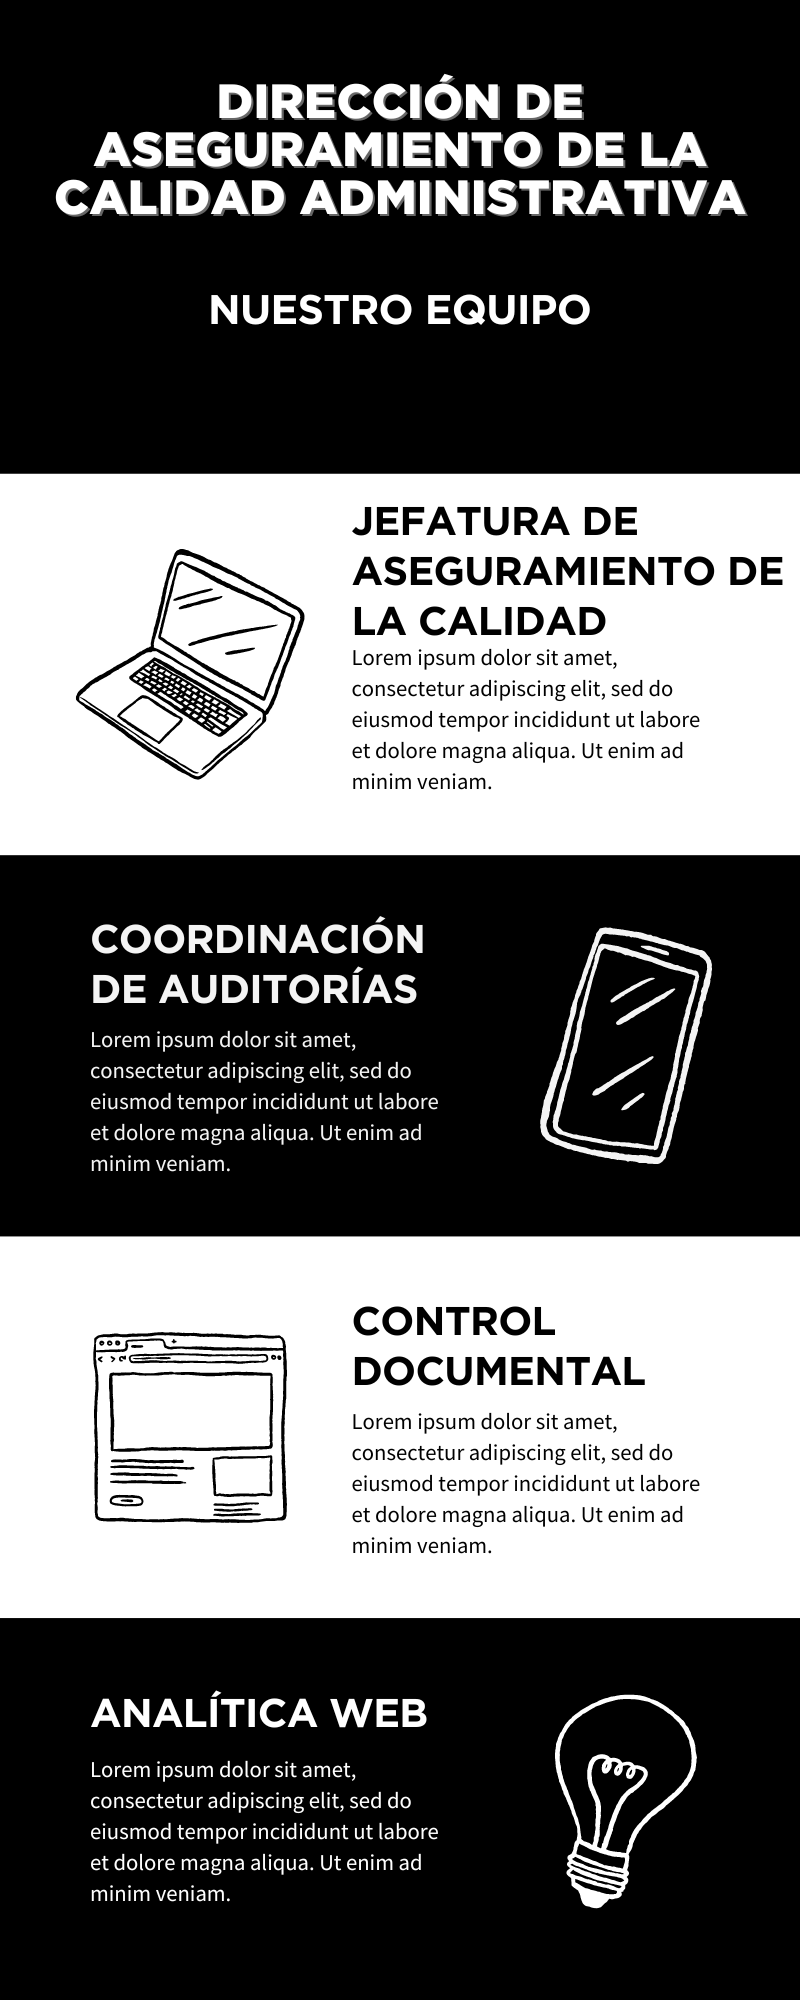 DIRECCIÓN DE
ASEGURAMIENTO DE LA
CALIDAD ADMINISTRATIVA
NUESTRO EQUIPO
JEFATURA DE
ASEGURAMIENTO DE
LA CALIDAD
Lorem ipsum dolor sit amet,
consectetur adipiscing elit, sed do
eiusmod tempor incididunt ut labore
et dolore magna aliqua. Ut enim ad
minim veniam.
COORDINACIÓN
DE AUDITORÍAS
Lorem ipsum dolor sit amet,
consectetur adipiscing elit, sed do
eiusmod tempor incididunt ut labore
et dolore magna aliqua. Ut enim ad
minim veniam.
CONTROL
DOCUMENTAL
Lorem ipsum dolor sit amet,
consectetur adipiscing elit, sed do
eiusmod tempor incididunt ut labore
et dolore magna aliqua. Ut enim ad
minim veniam.
ANALÍTICA WEB
Lorem ipsum dolor sit amet,
consectetur adipiscing elit, sed do
eiusmod tempor incididunt ut labore
et dolore magna aliqua. Ut enim ad
minim veniam.